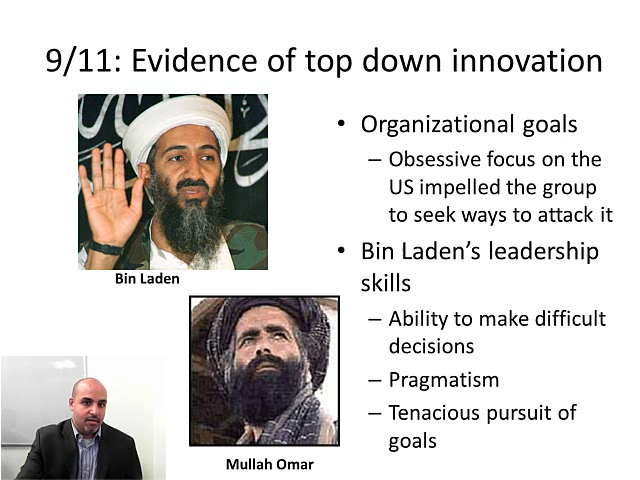 9/11: Evidence of top down innovation
Bin Laden
Mullah Omar
• Organizational goals
– Obsessive focus on the
US impelled the group
to seek ways to attack it
• Bin Laden’s leadership
skills
– Ability to make difficult
decisions
– Pragmatism
– Tenacious pursuit of
goals